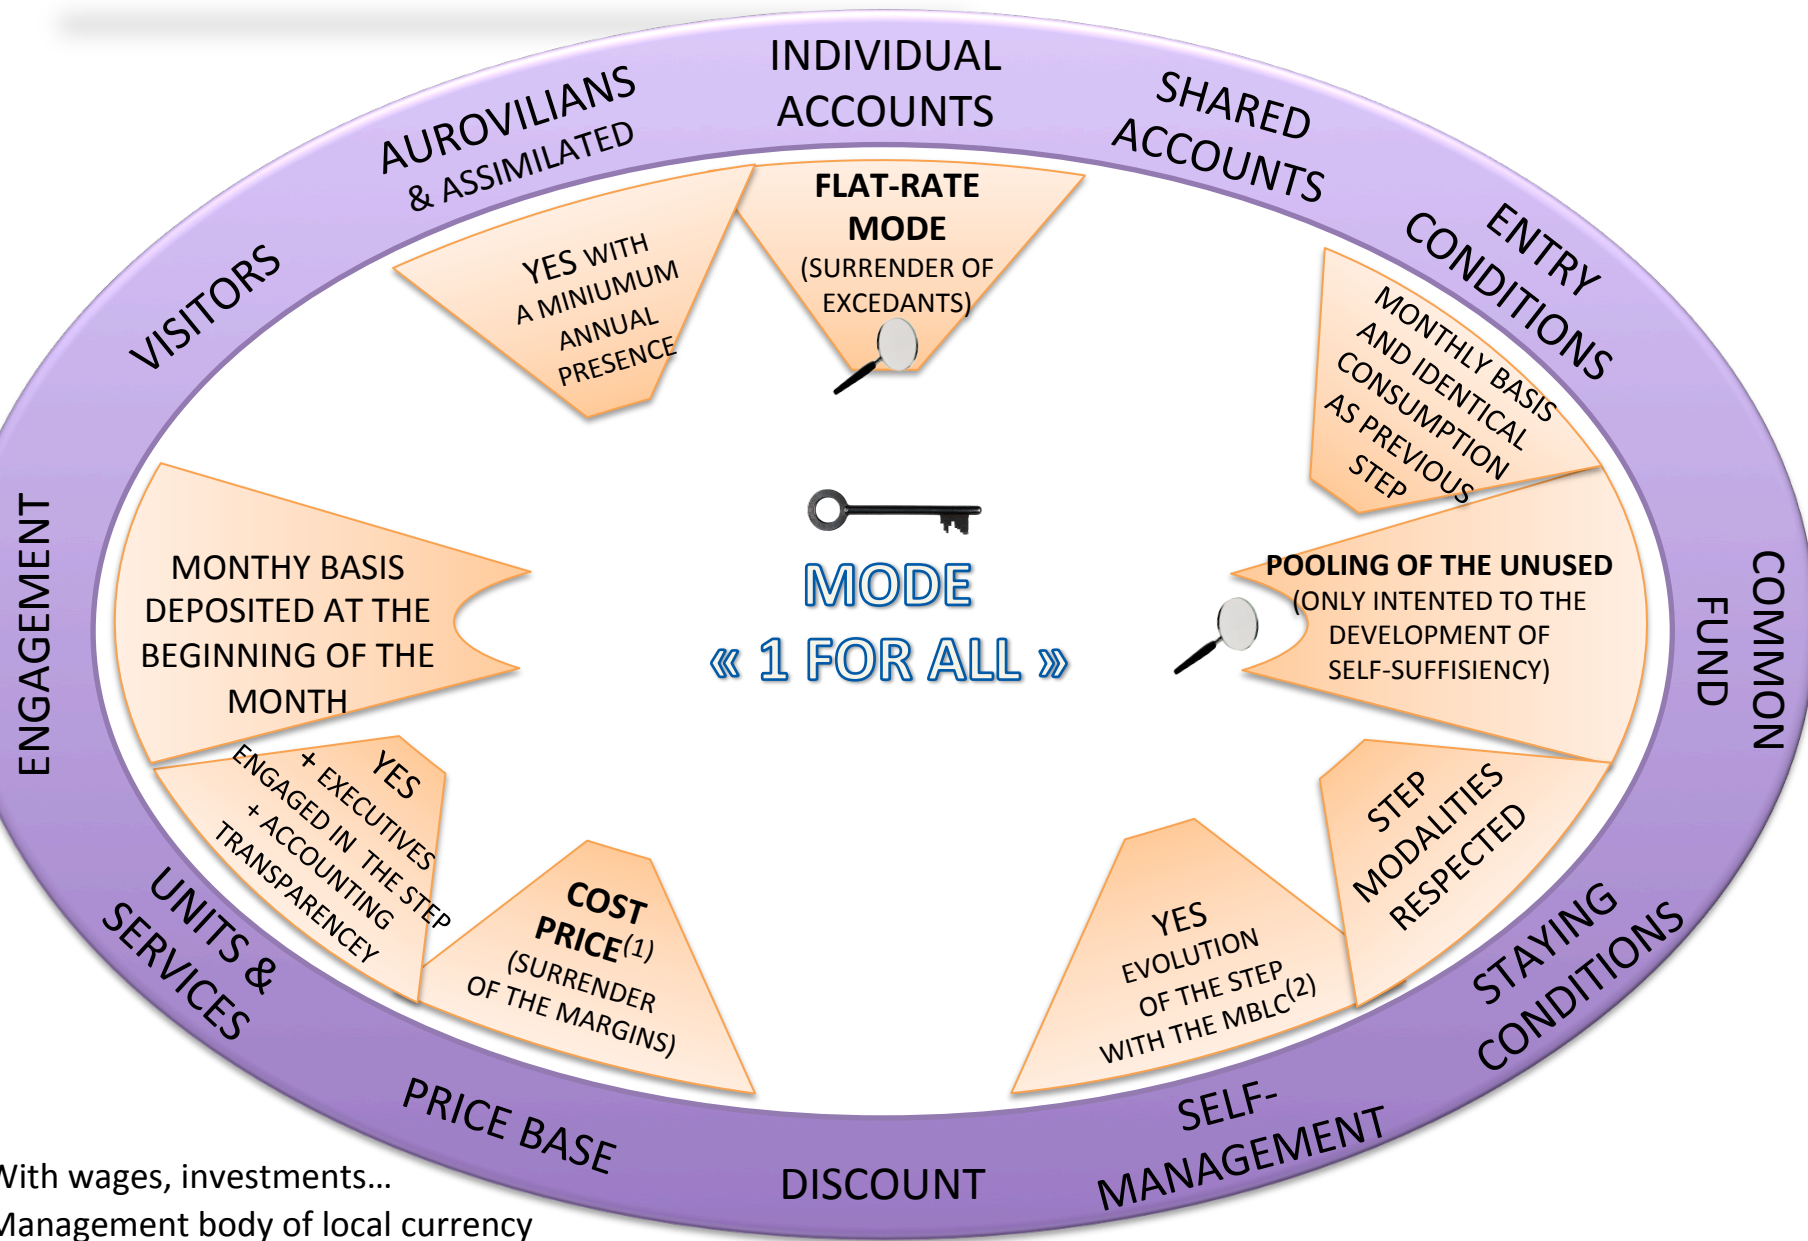 INDIVIDUAL
ACCOUNTS
SHARED
ACCOUNTS
ENTRY
CONDITIONS
COMMON
FUND
STAYING
CONDITIONS
SELF-
MANAGEMENT
DISCOUNT
PRICE BASE
UNITS &
SERVICES
ENGAGEMENT
VISITORS
AUROVILIANS
& ASSIMILATED
YES WITH
A MINIUMUM
ANNUAL
PRESENCE
FLAT-RATE
MODE
(SURRENDER OF
EXCEDANTS)
MONTHLY BASIS
AND IDENTICAL
CONSUMPTION
AS PREVIOUS
STEP
POOLING OF THE UNUSED
(ONLY INTENTED TO THE
DEVELOPMENT OF
SELF-SUFFISIENCY)
STEP
MODALITIES
RESPECTED
YES
EVOLUTION
OF THE STEP
WITH THE MBLC(2)
COST
PRICE(1)
(SURRENDER
OF THE MARGINS)
YES
+ EXECUTIVES
ENGAGED IN THE STEP
+ ACCOUNTING
TRANSPARENCEY
MONTHY BASIS
DEPOSITED AT THE
BEGINNING OF THE
MONTH
MODE
« 1 FOR ALL »
With wages, investments…
Management body of local currency